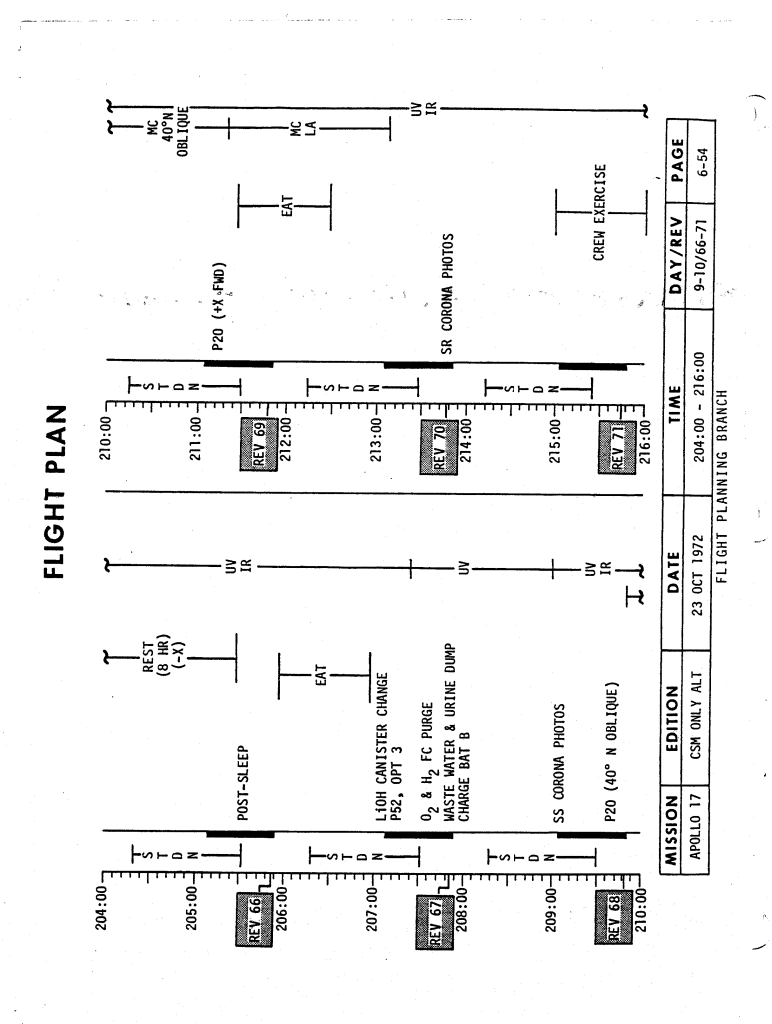 FLIGHT PLAN
204:00
205:00
REV 66
206:00
207:00
REV 67
208:00
209:00
REV 68
210:00
STDN
STDN
STDN
POST-SLEEP
LiOH CANISTER CHANGE
P52, OPT 3
O₂ & H₂ FC PURGE
WASTE WATER & URINE DUMP
CHARGE BAT B
SS CORONA PHOTOS
P20 (40° N OBLIQUE)
REST
(8 HR)
(-X)
EAT
UV
IR
UV
UV
IR
210:00
211:00
REV 69
212:00
213:00
REV 70
214:00
215:00
REV 71
216:00
STDN
STDN
STDN
P20 (+X FWD)
SR CORONA PHOTOS
EAT
CREW EXERCISE
MC
40°N
OBLIQUE
MC
LA
UV
IR
MISSION EDITION DATE TIME DAY/REV PAGE
APOLLO 17 CSM ONLY ALT 23 OCT 1972 204:00 - 216:00 9-10/66-71 6-54
FLIGHT PLANNING BRANCH